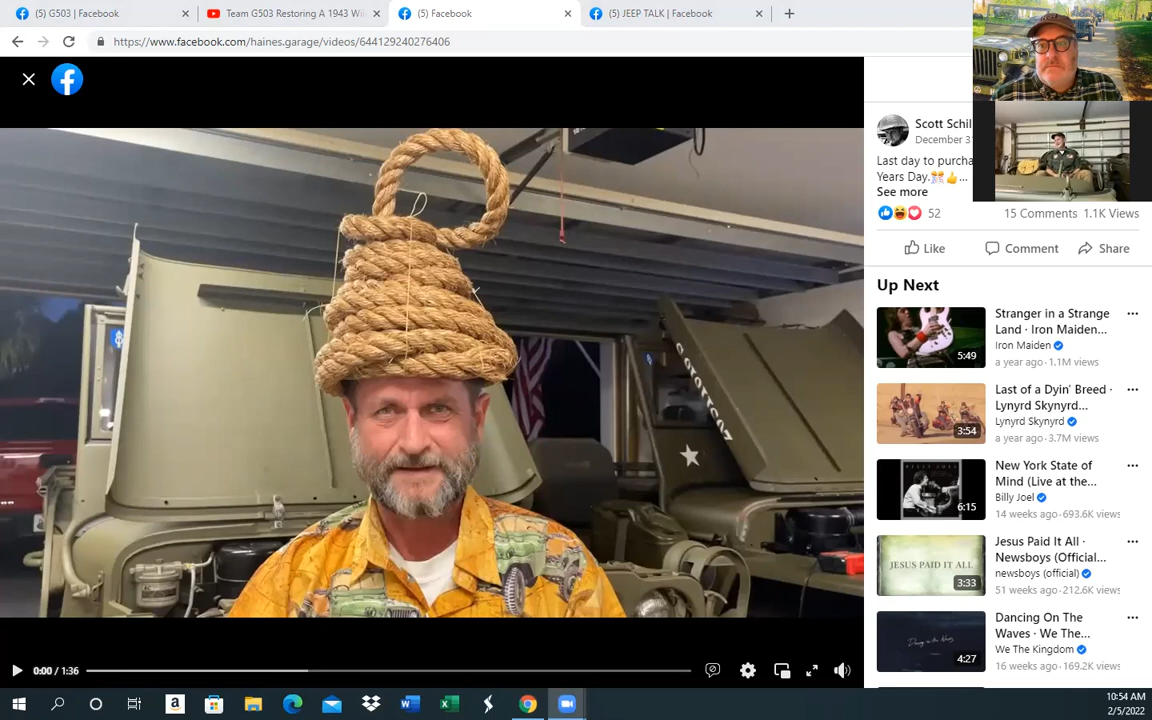 (5) G503 | Facebook
Team G503 Restoring A 1943 Wil
(5) Facebook
(5) JEEP TALK | Facebook
https://www.facebook.com/haines.garage/videos/644129240276406
Scott Schil
December 3
Last day to purcha
Years Day.🎊👍...
See more
52
15 Comments 1.1K Views
Like
Comment
Share
Up Next
Stranger in a Strange
Land · Iron Maiden...
Iron Maiden
a year ago · 1.1M views
5:49
Last of a Dyin' Breed ·
Lynyrd Skynyrd...
Lynyrd Skynyrd
a year ago · 3.7M views
3:54
New York State of
Mind (Live at the...
Billy Joel
14 weeks ago · 693.6K views
6:15
Jesus Paid It All ·
Newsboys (Official...
newsboys (official)
51 weeks ago · 212.6K views
JESUS PAID IT ALL
3:33
Dancing On The
Waves · We The...
We The Kingdom
16 weeks ago · 169.2K views
4:27
0:00 / 1:36
10:54 AM
2/5/2022